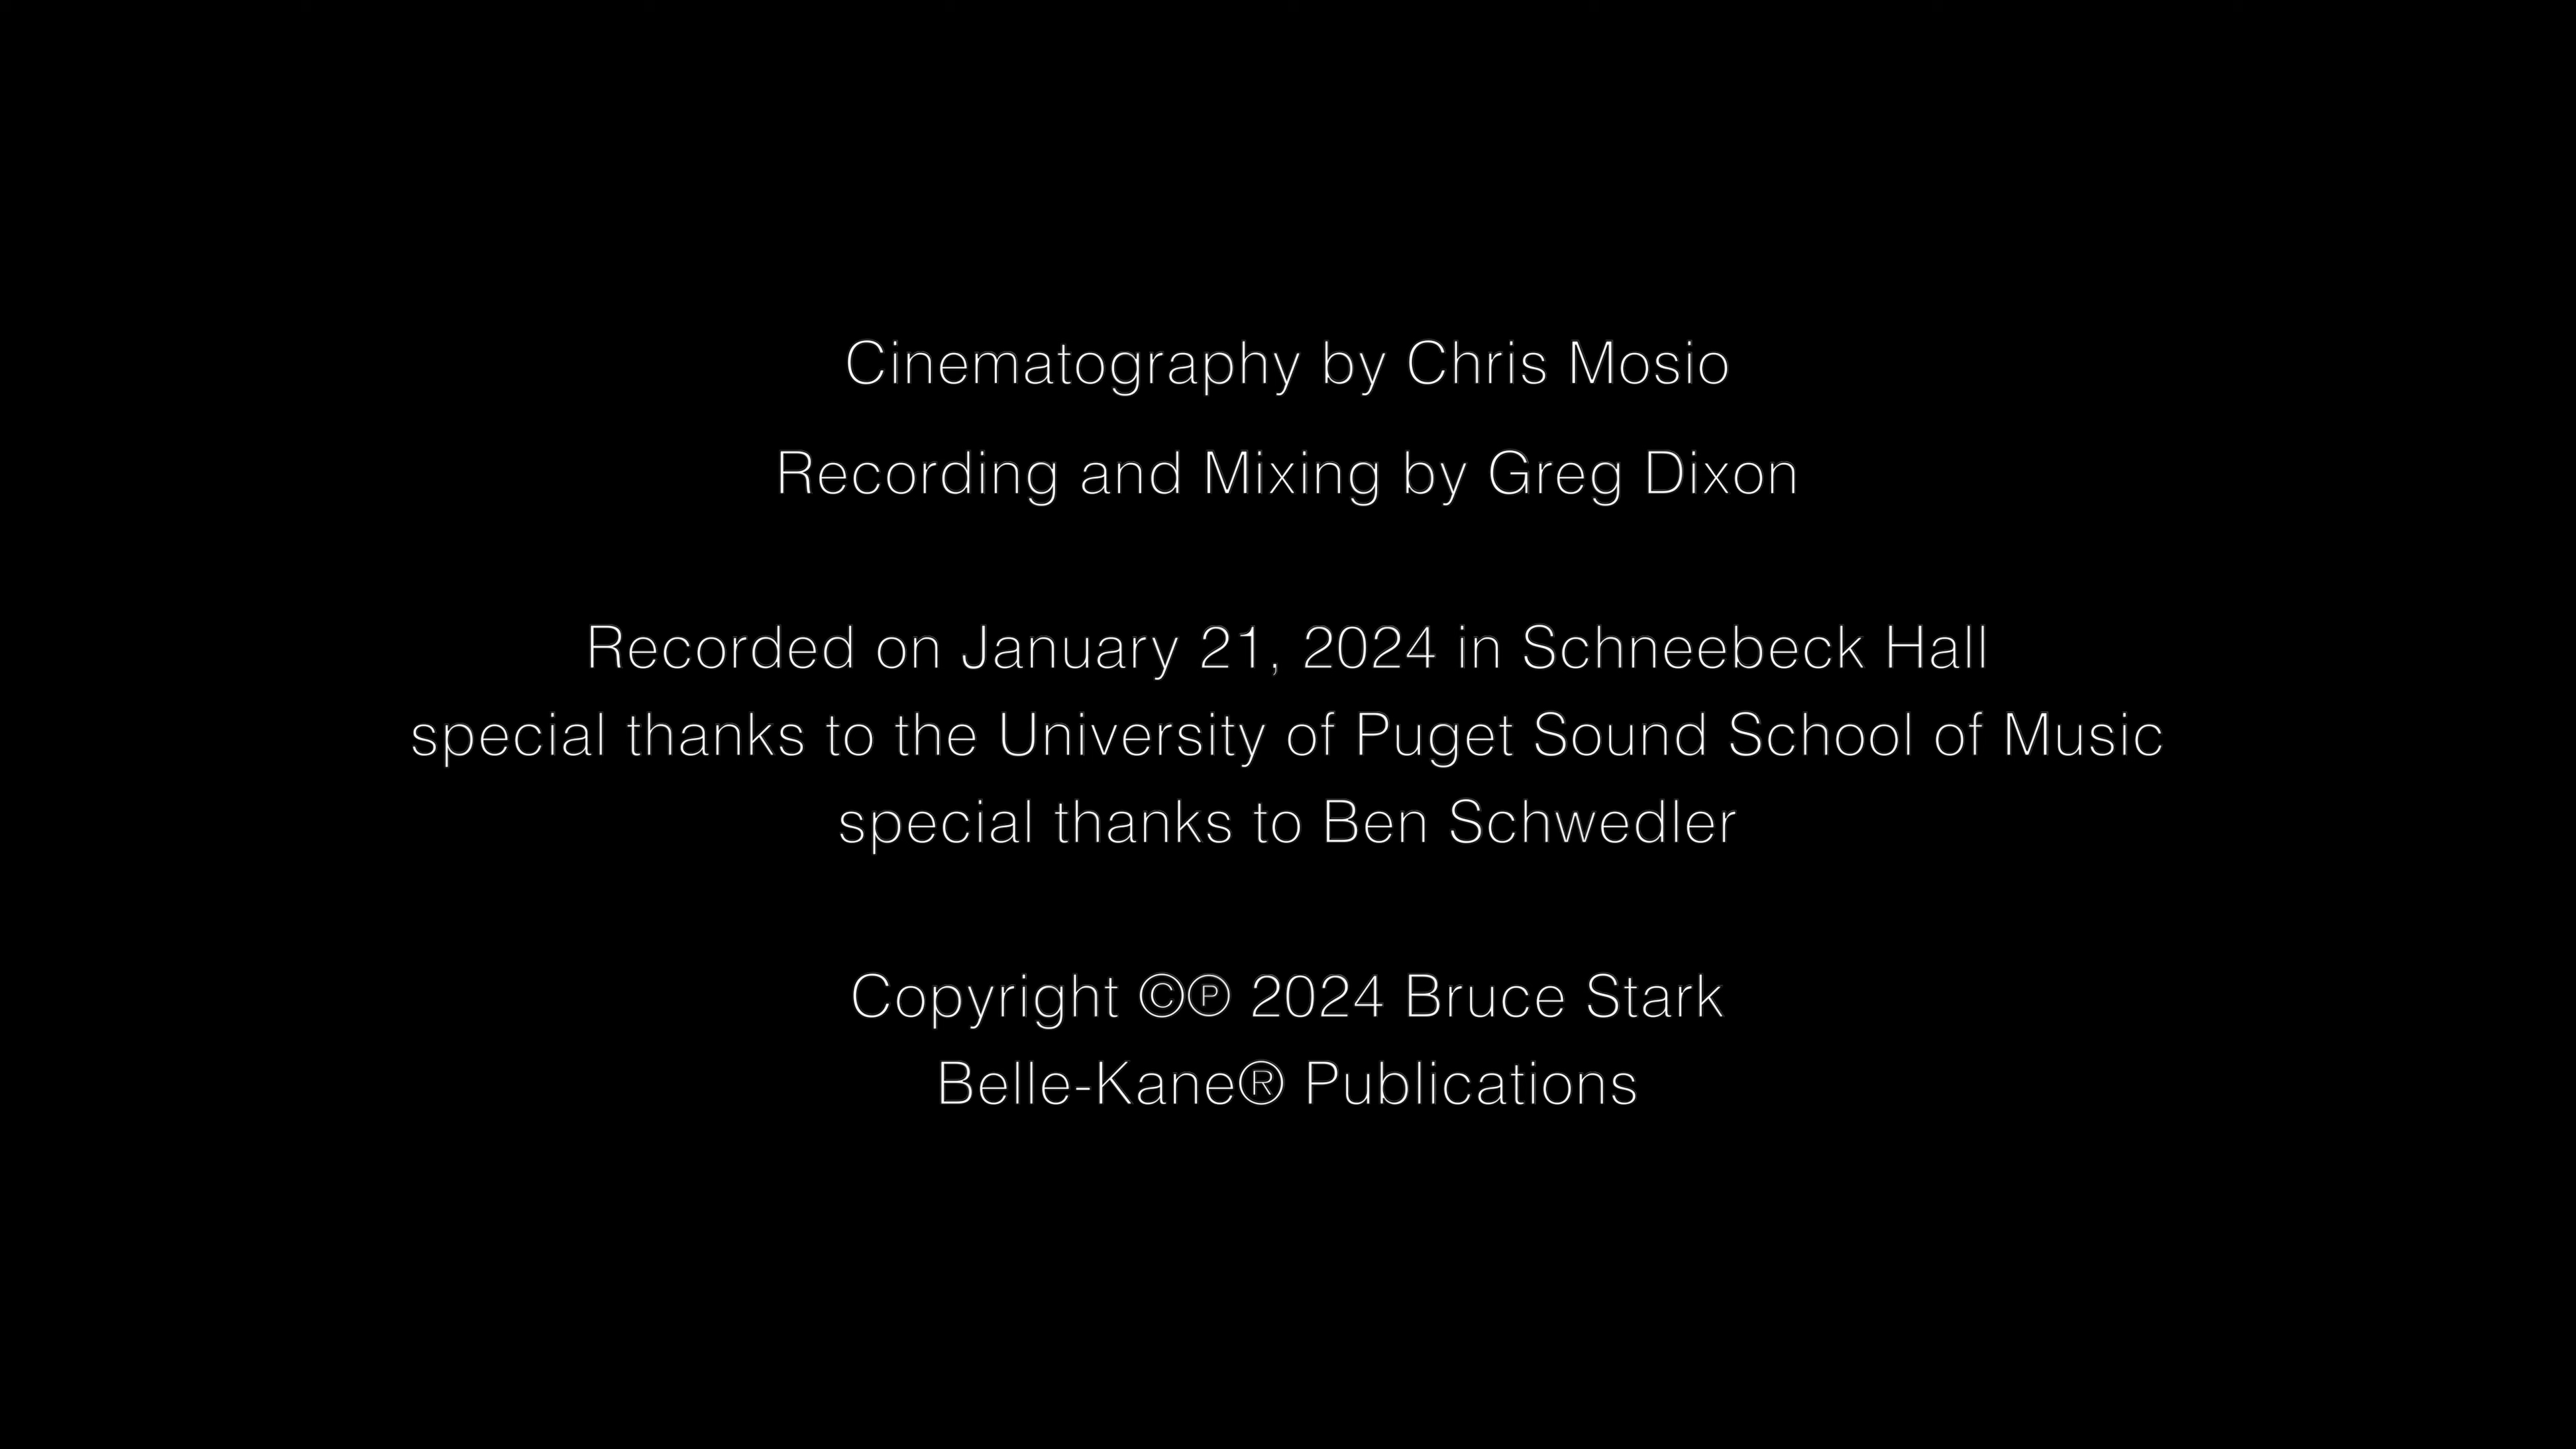 Cinematography by Chris Mosio
Recording and Mixing by Greg Dixon
Recorded on January 21, 2024 in Schneebeck Hall
special thanks to the University of Puget Sound School of Music
special thanks to Ben Schwedler
Copyright ©℗ 2024 Bruce Stark
Belle-Kane® Publications